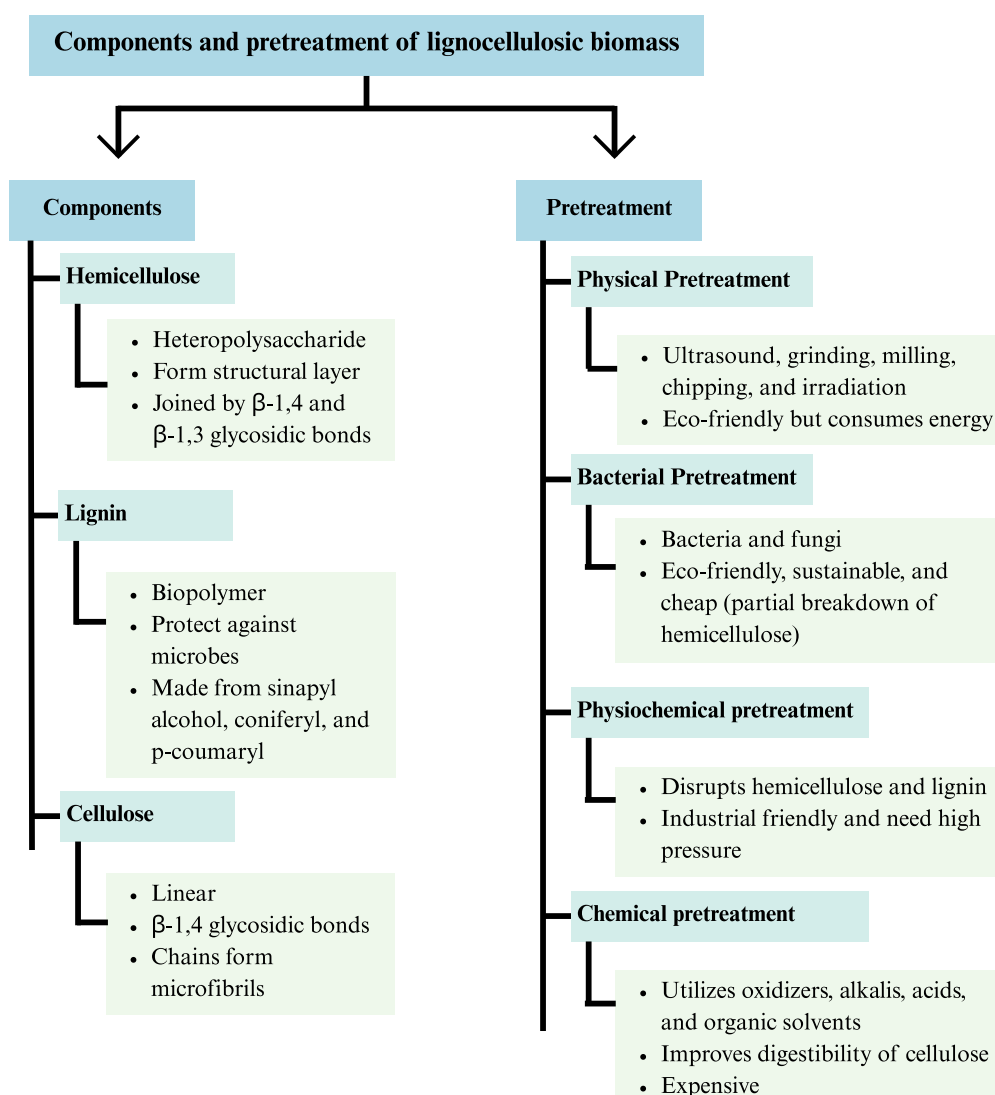 Components and pretreatment of lignocellulosic biomass
Components
Hemicellulose
• Heteropolysaccharide
• Form structural layer
• Joined by β-1,4 and
β-1,3 glycosidic bonds
Lignin
• Biopolymer
• Protect against
microbes
• Made from sinapyl
alcohol, coniferyl, and
p-coumaryl
Cellulose
• Linear
• β-1,4 glycosidic bonds
• Chains form
microfibrils
Pretreatment
Physical Pretreatment
• Ultrasound, grinding, milling,
chipping, and irradiation
• Eco-friendly but consumes energy
Bacterial Pretreatment
• Bacteria and fungi
• Eco-friendly, sustainable, and
cheap (partial breakdown of
hemicellulose)
Physiochemical pretreatment
• Disrupts hemicellulose and lignin
• Industrial friendly and need high
pressure
Chemical pretreatment
• Utilizes oxidizers, alkalis, acids,
and organic solvents
• Improves digestibility of cellulose
• Expensive